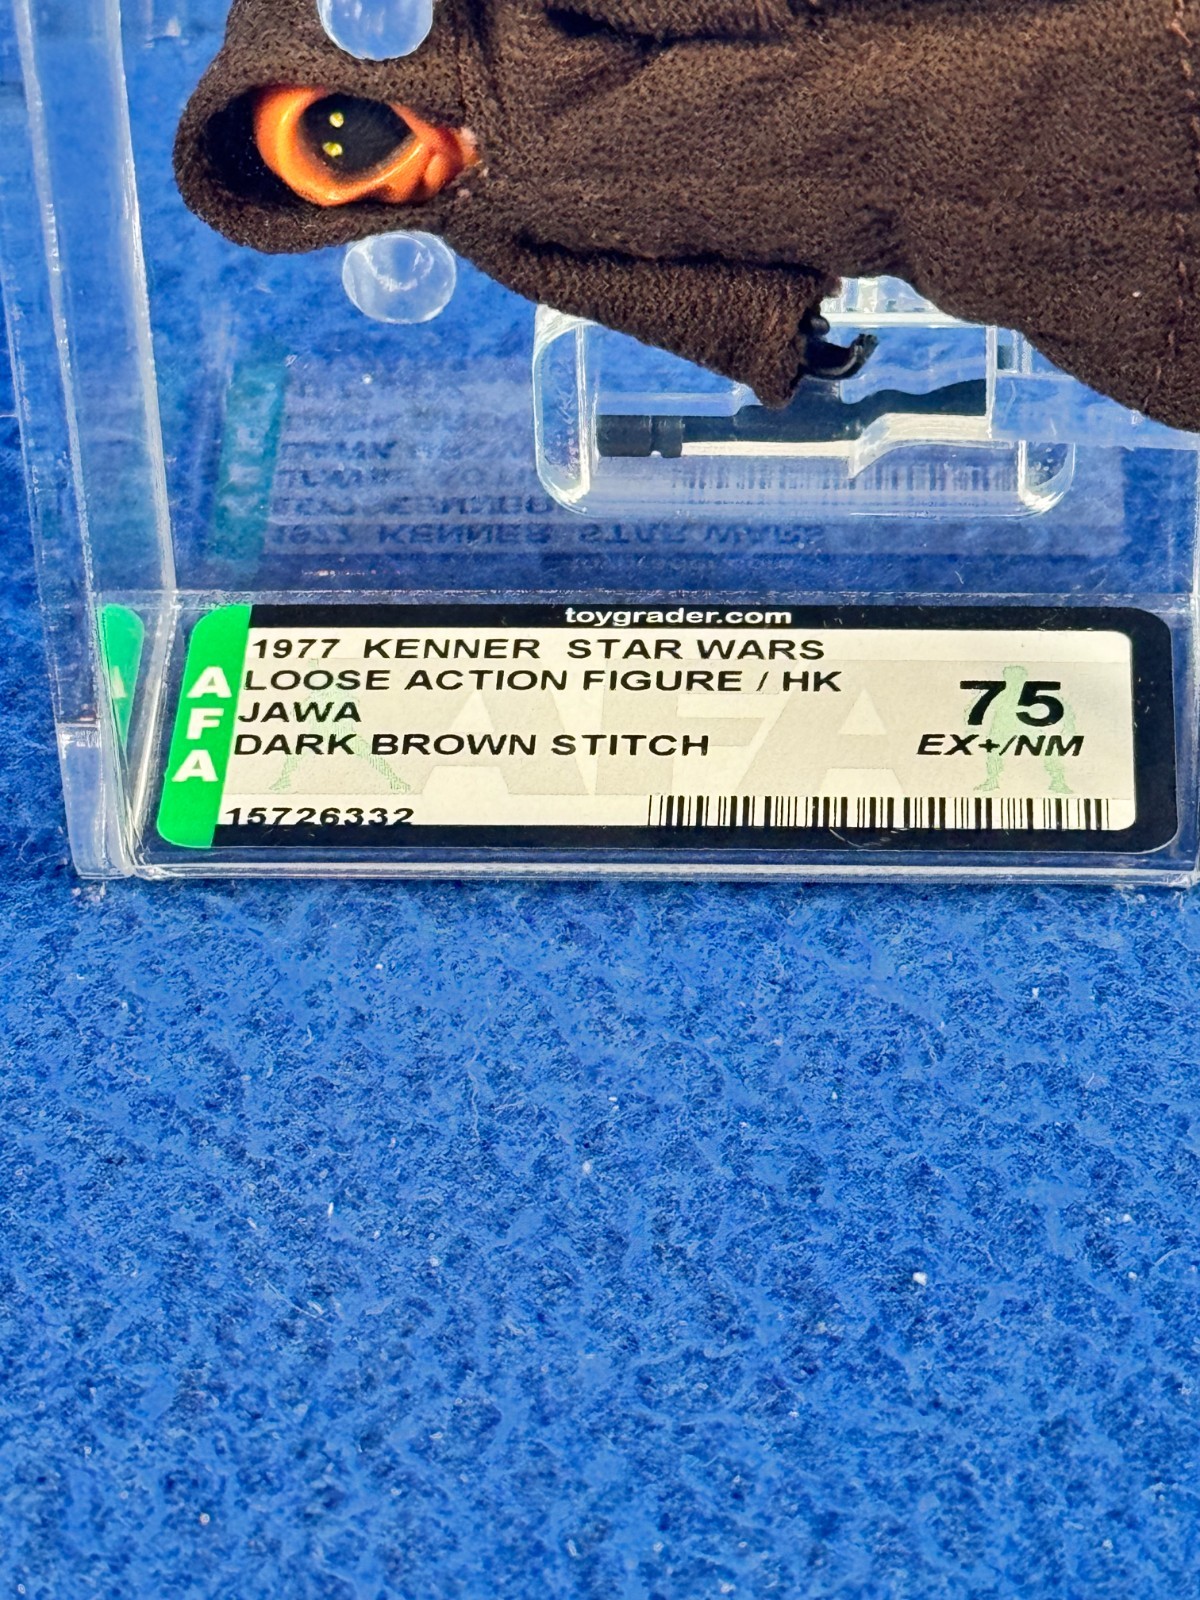 toygrader.com
AFA
1977 KENNER STAR WARS
LOOSE ACTION FIGURE / HK
JAWA
DARK BROWN STITCH
75
EX+/NM
15726332